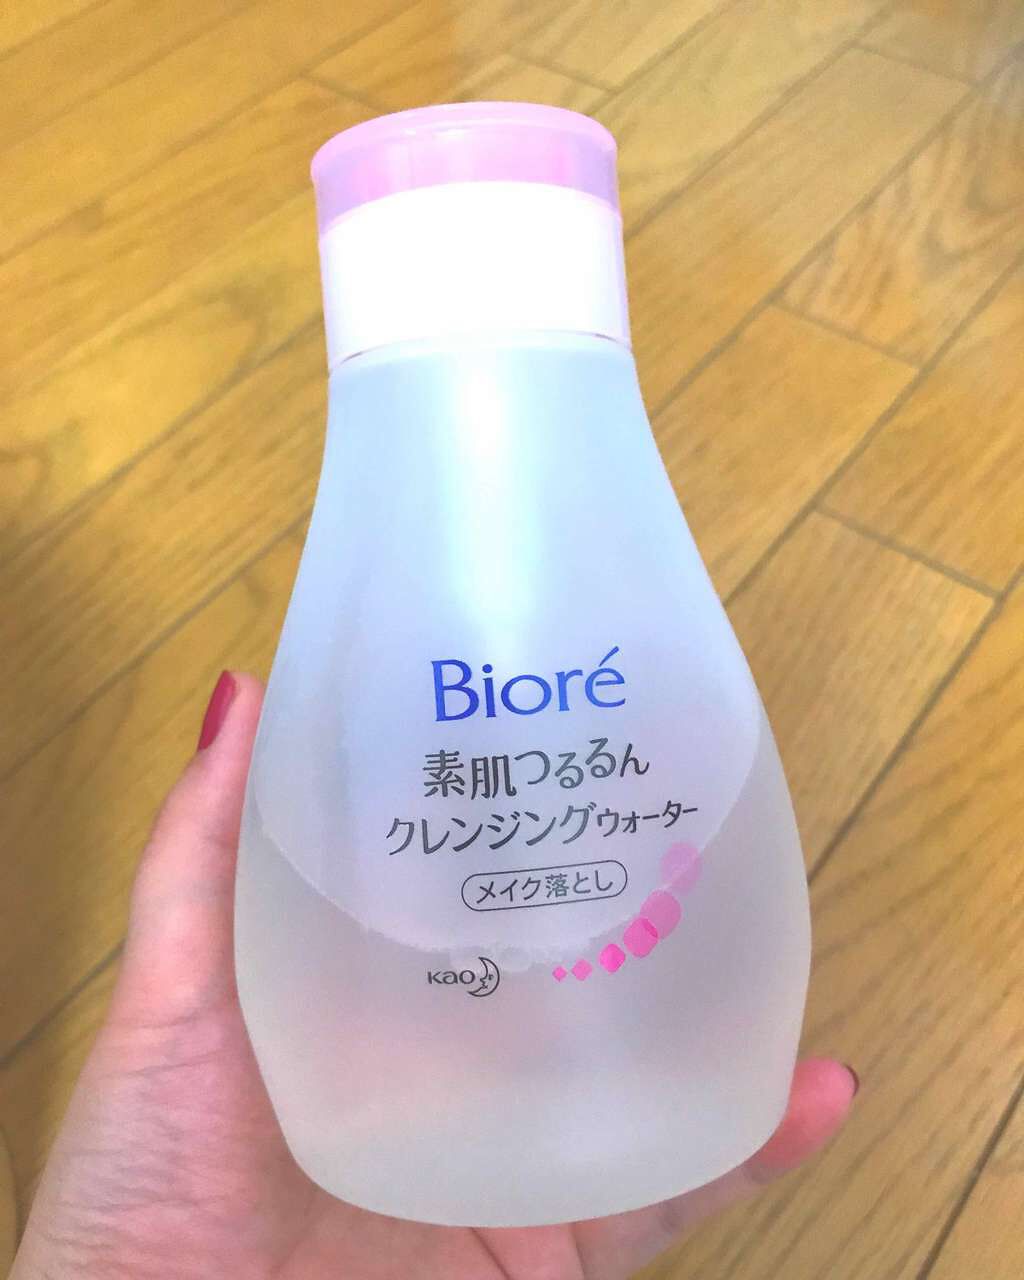 Bioré
素肌つるるん
クレンジングウォーター
メイク落とし
Kao